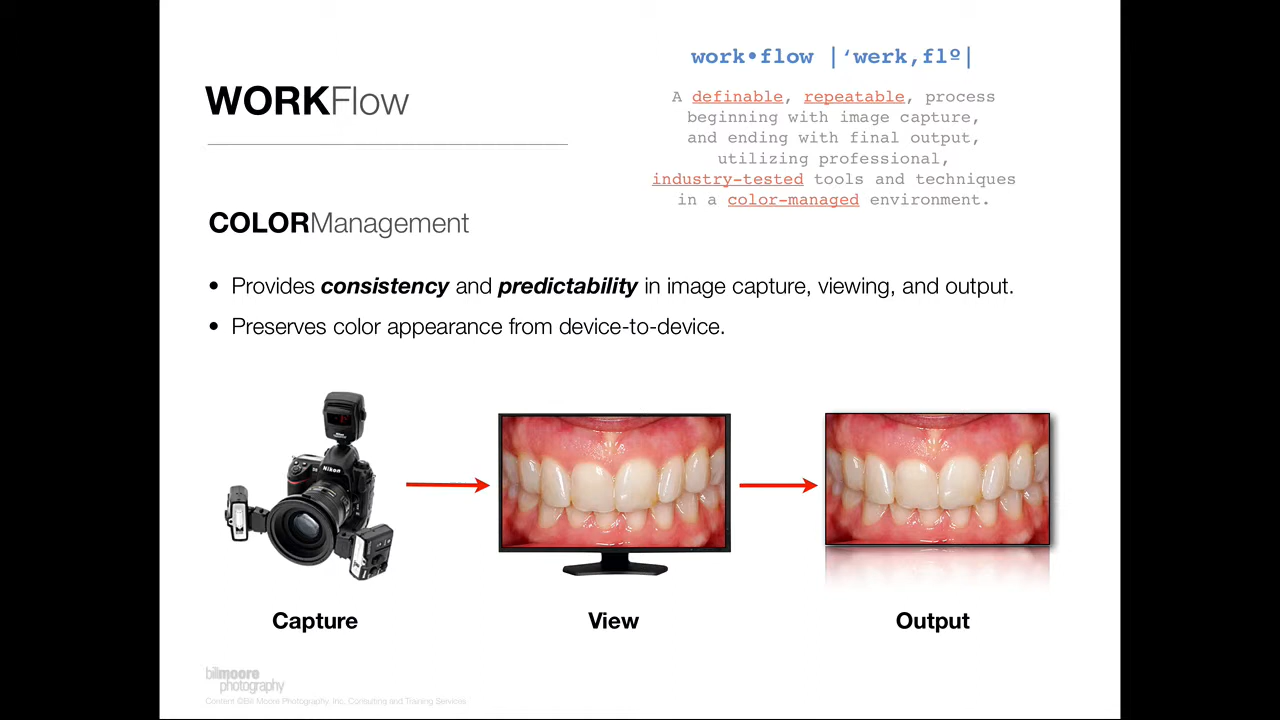 WORKFlow
work•flow |‘werk,flº|
A definable, repeatable, process
beginning with image capture,
and ending with final output,
utilizing professional,
industry-tested tools and techniques
in a color-managed environment.
COLORManagement
• Provides consistency and predictability in image capture, viewing, and output.
• Preserves color appearance from device-to-device.
Nikon
Capture
View
Output
billmoore
photography
Content ©Bill Moore Photography, Inc. Consulting and Training Services